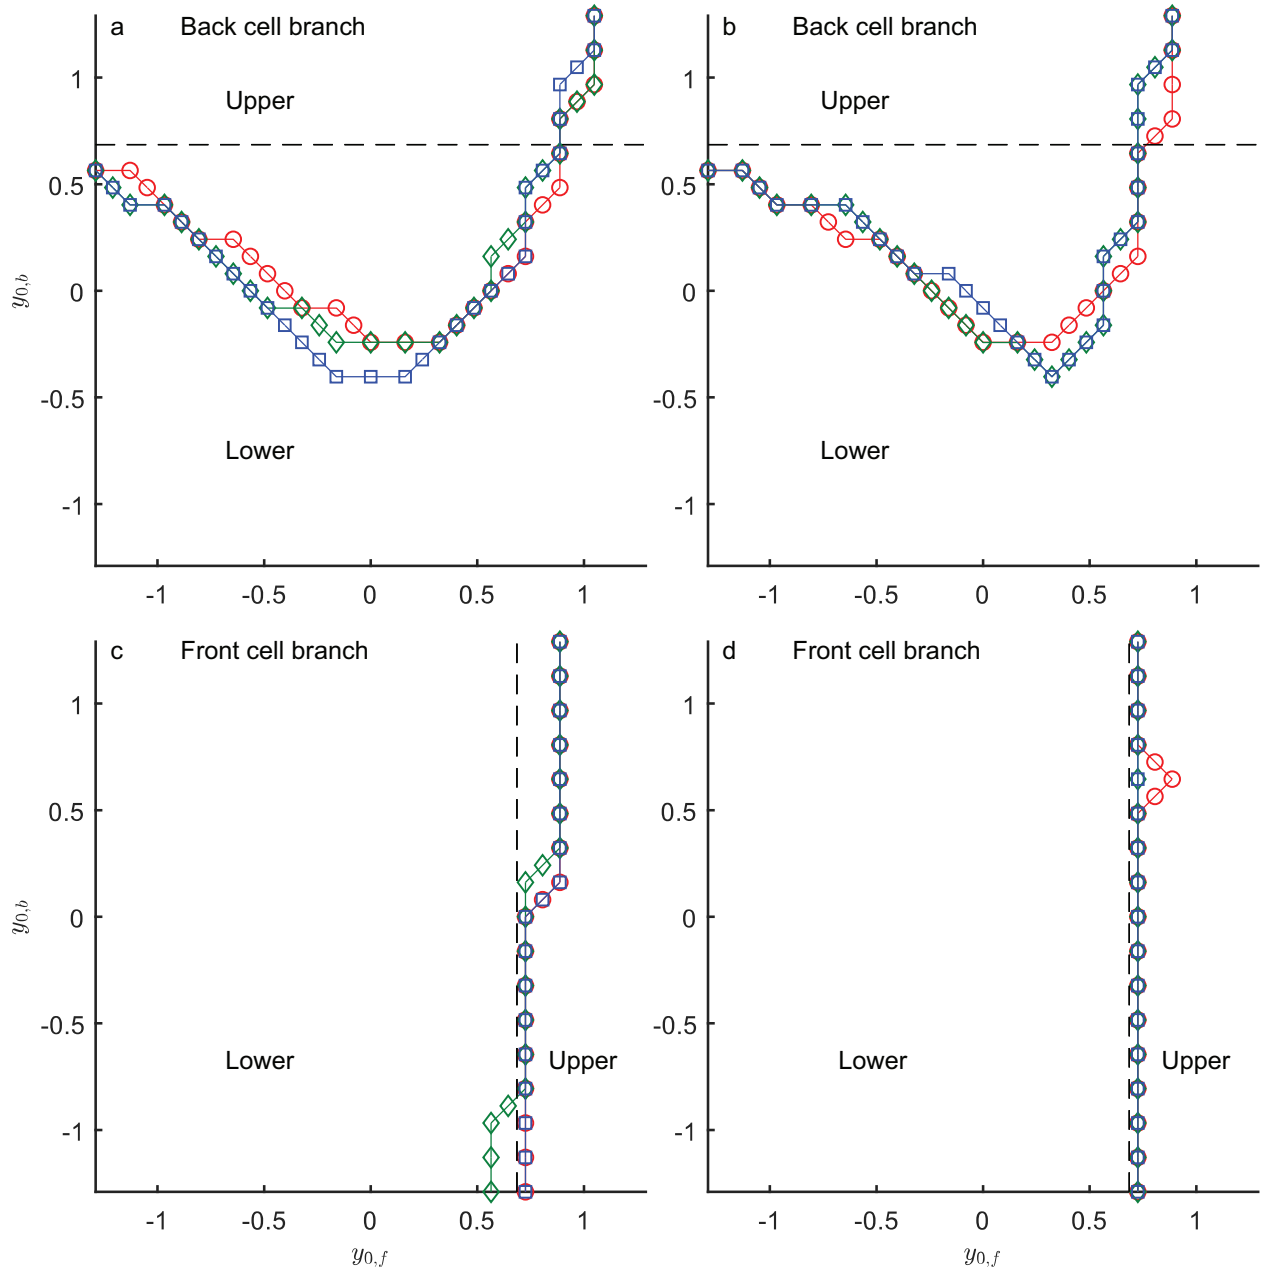 a Back cell branch
Upper
Lower
1
0.5
0
-0.5
-1
y0,b
-1 -0.5 0 0.5 1
b Back cell branch
Upper
Lower
1
0.5
0
-0.5
-1
-1 -0.5 0 0.5 1
c Front cell branch
Lower Upper
1
0.5
0
-0.5
-1
y0,b
-1 -0.5 0 0.5 1
y0,f
d Front cell branch
Lower Upper
1
0.5
0
-0.5
-1
-1 -0.5 0 0.5 1
y0,f